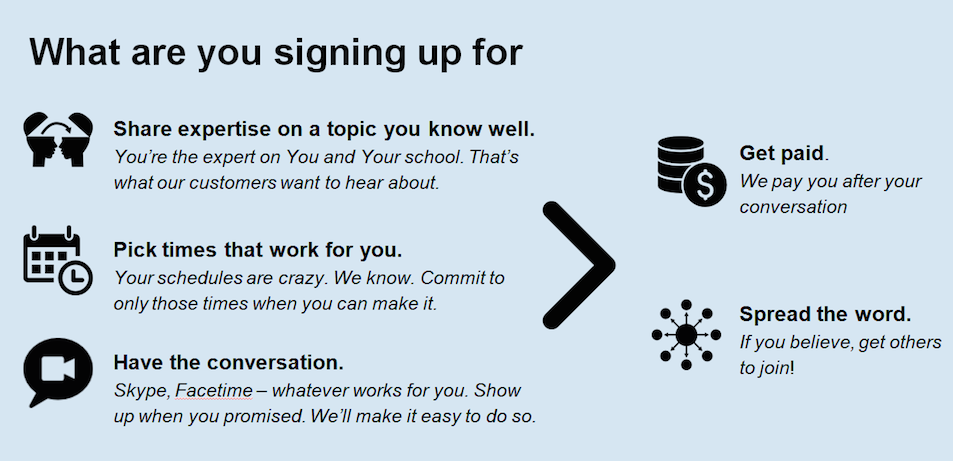 What are you signing up for
Share expertise on a topic you know well.
You're the expert on You and Your school. That's
what our customers want to hear about.
Pick times that work for you.
Your schedules are crazy. We know. Commit to
only those times when you can make it.
Have the conversation.
Skype, Facetime – whatever works for you. Show
up when you promised. We'll make it easy to do so.
Get paid.
We pay you after your
conversation
$
Spread the word.
If you believe, get others
to join!